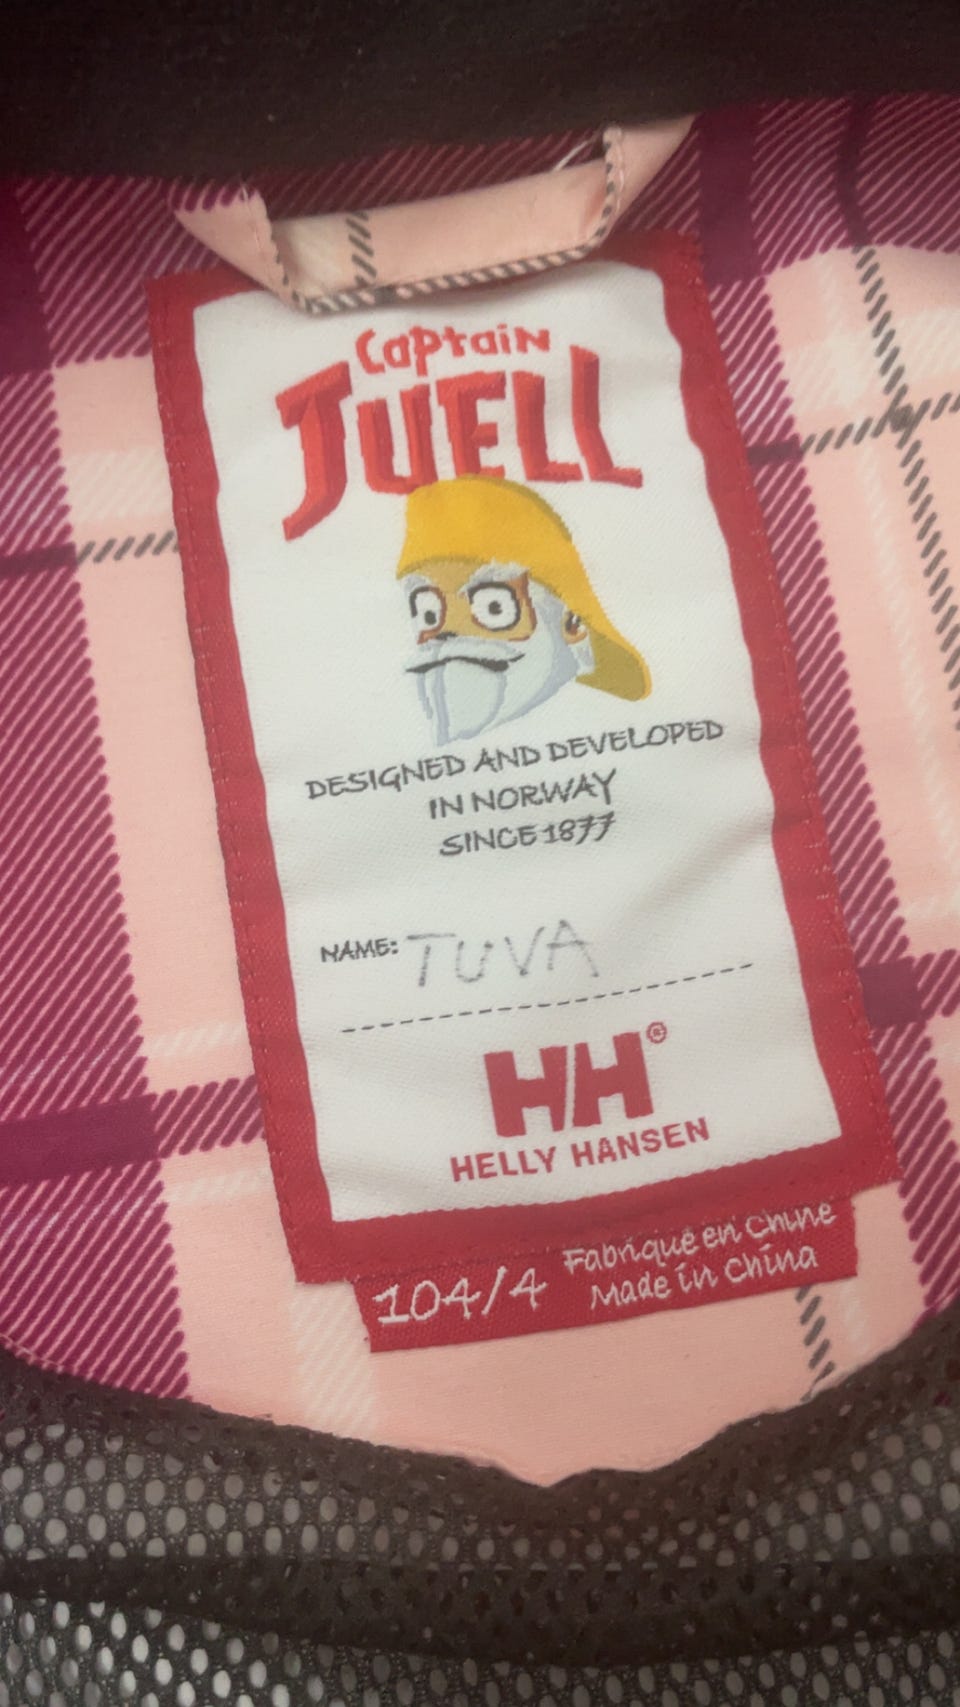 Captain
JUELL
DESIGNED AND DEVELOPED
IN NORWAY
SINCE 1877
NAME: TUVA
HH®
HELLY HANSEN
104/4
Fabriqué en Chine
Made in China